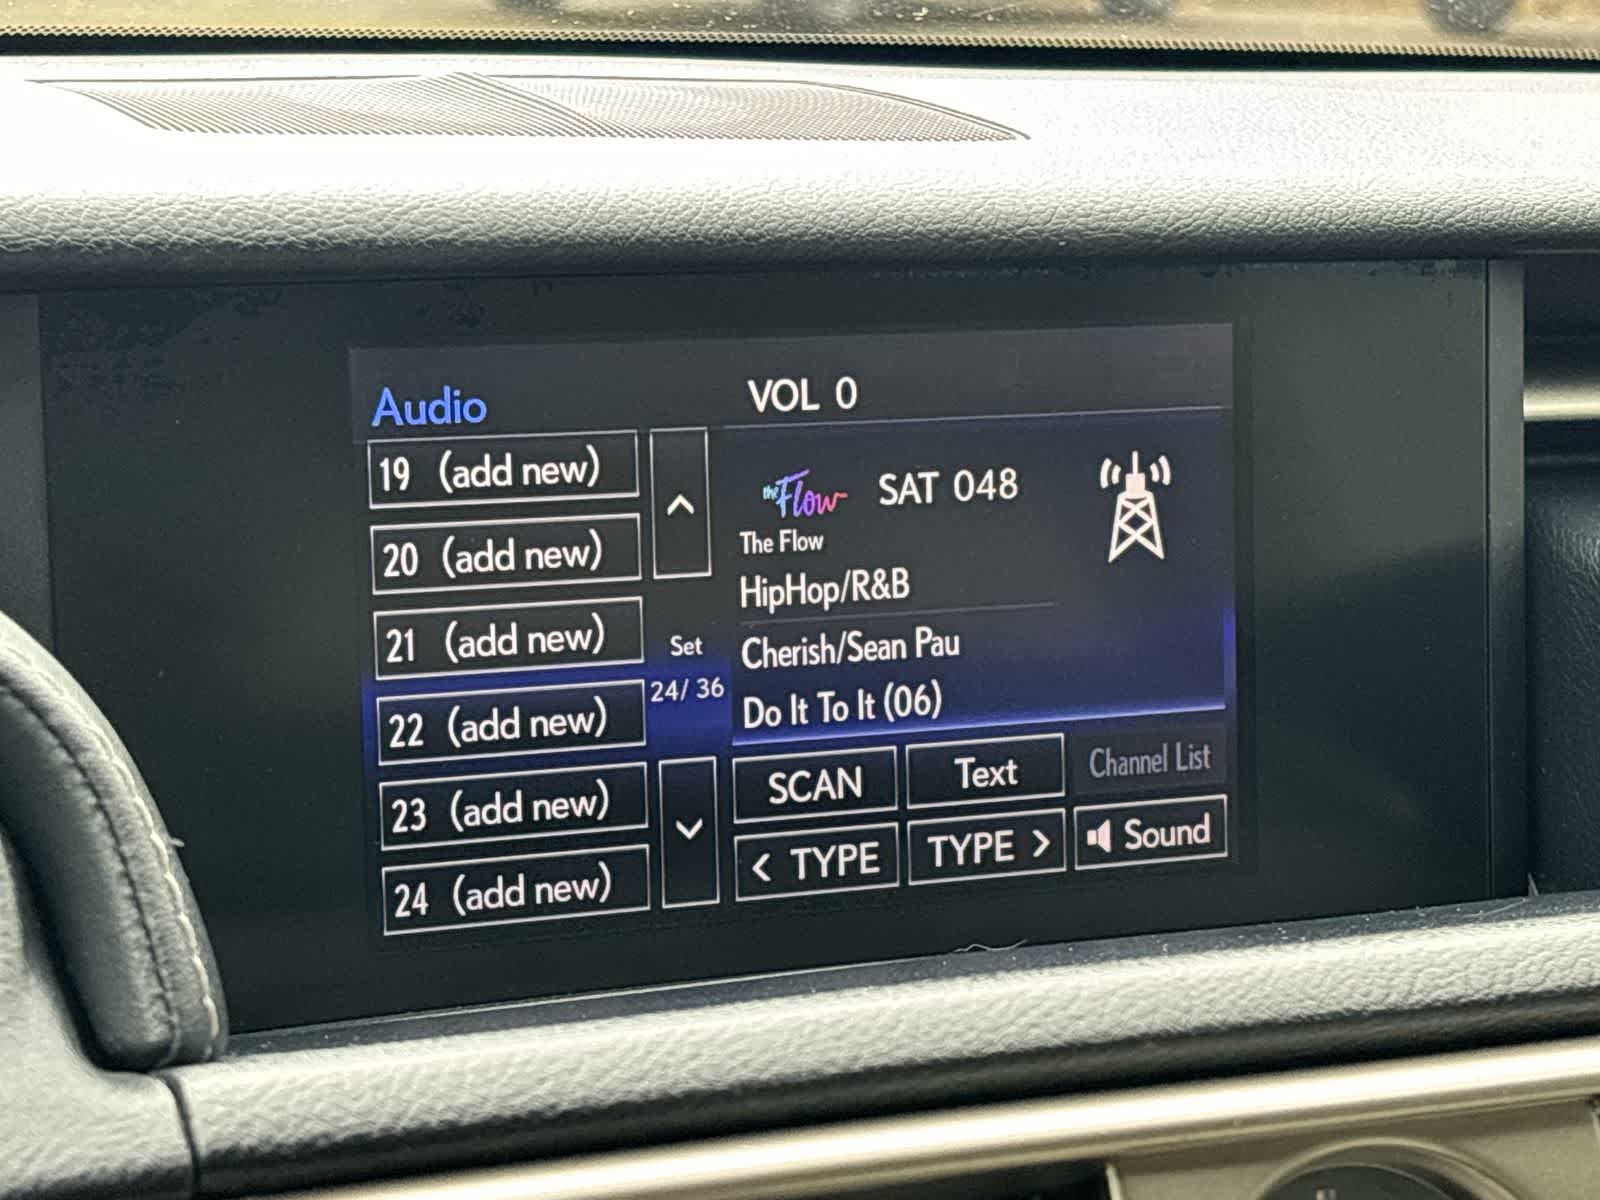 Audio
VOL 0
19 (add new)
20 (add new)
21 (add new)
22 (add new)
23 (add new)
24 (add new)
Set
24/ 36
the Flow
SAT 048
The Flow
HipHop/R&B
Cherish/Sean Pau
Do It To It (06)
SCAN
Text
Channel List
< TYPE
TYPE >
Sound